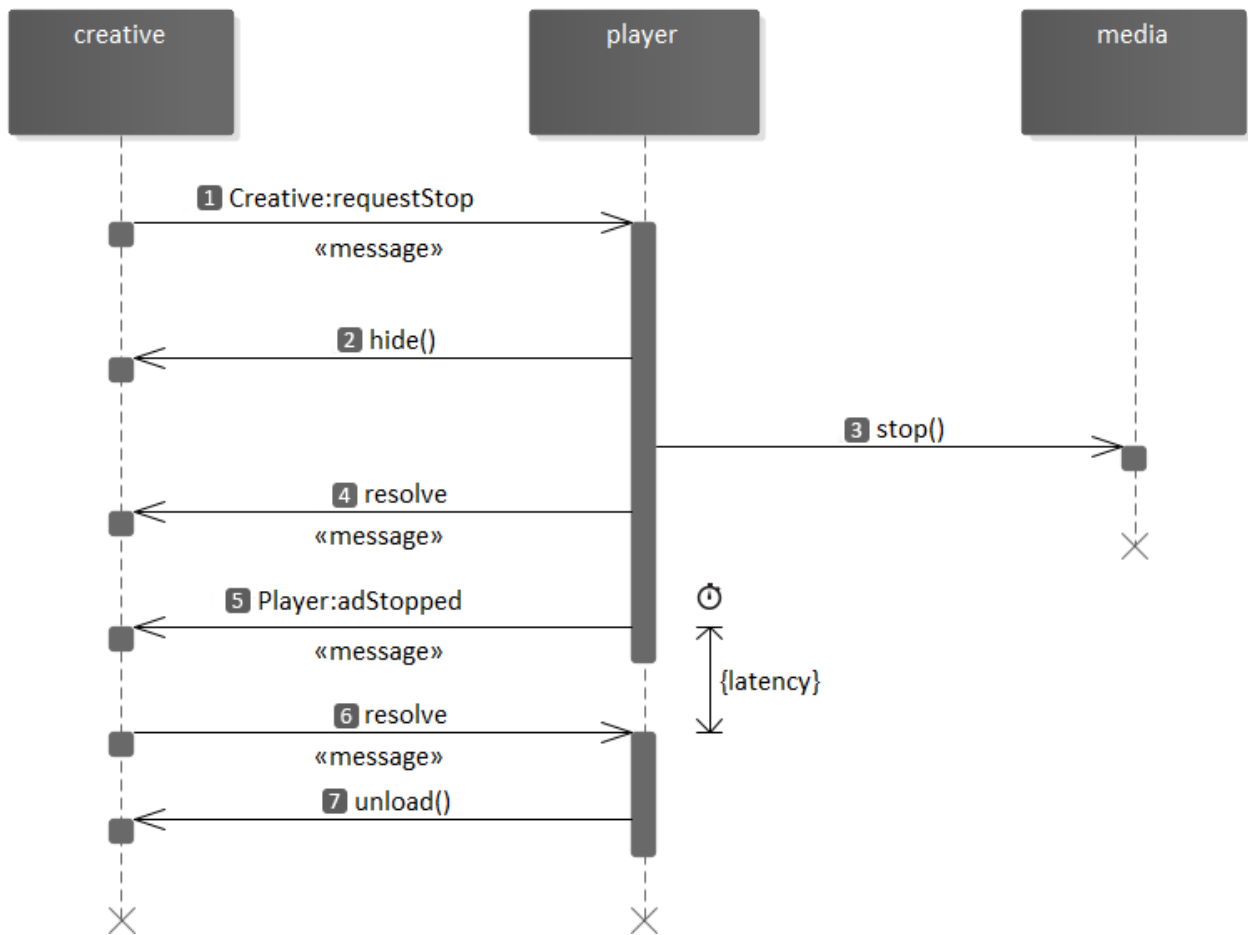 creative
player
media
1 Creative:requestStop
«message»
2 hide()
3 stop()
4 resolve
«message»
5 Player:adStopped
«message»
{latency}
6 resolve
«message»
7 unload()